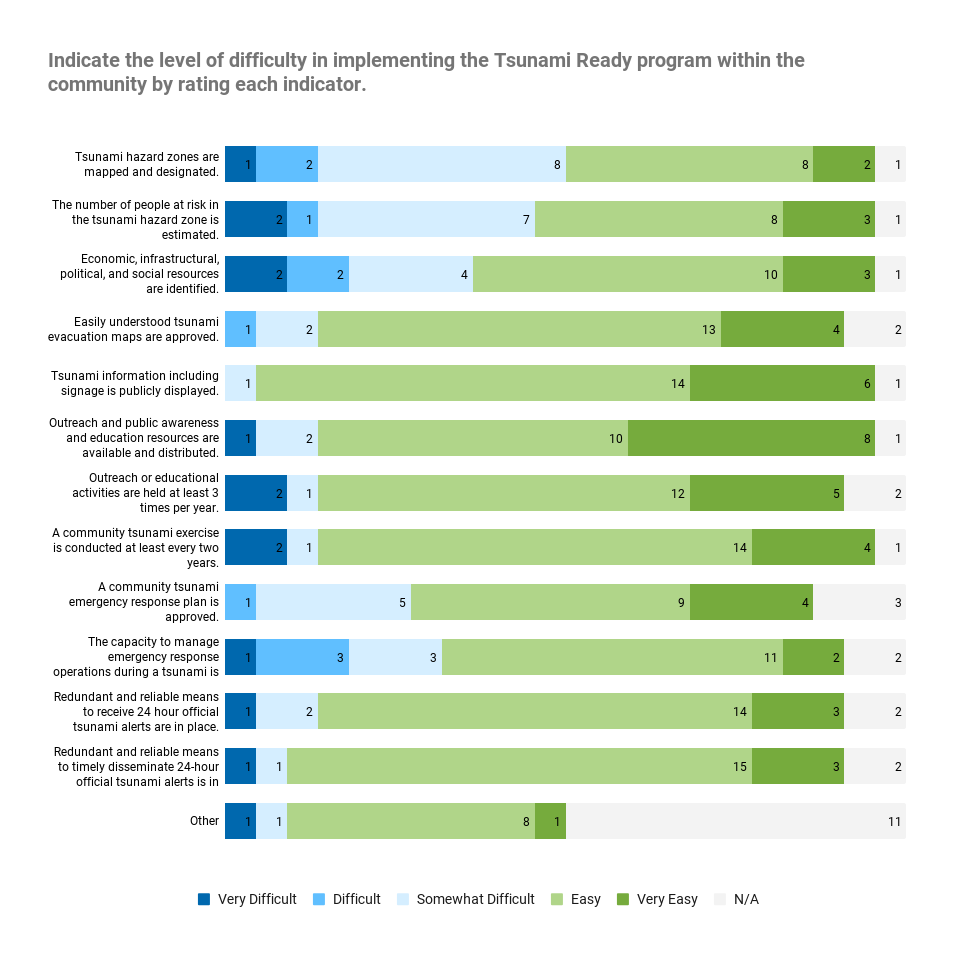 Indicate the level of difficulty in implementing the Tsunami Ready program within the
community by rating each indicator.
Tsunami hazard zones are
mapped and designated.
1 2 8 8 2 1
The number of people at risk in
the tsunami hazard zone is
estimated.
2 1 7 8 3 1
Economic, infrastructural,
political, and social resources
are identified.
2 2 4 10 3 1
Easily understood tsunami
evacuation maps are approved.
1 2 13 4 2
Tsunami information including
signage is publicly displayed.
1 14 6 1
Outreach and public awareness
and education resources are
available and distributed.
1 2 10 8 1
Outreach or educational
activities are held at least 3
times per year.
2 1 12 5 2
A community tsunami exercise
is conducted at least every two
years.
2 1 14 4 1
A community tsunami
emergency response plan is
approved.
1 5 9 4 3
The capacity to manage
emergency response
operations during a tsunami is
1 3 3 11 2 2
Redundant and reliable means
to receive 24 hour official
tsunami alerts are in place.
1 2 14 3 2
Redundant and reliable means
to timely disseminate 24-hour
official tsunami alerts is in
1 1 15 3 2
Other
1 1 8 1 11
Very Difficult Difficult Somewhat Difficult Easy Very Easy N/A